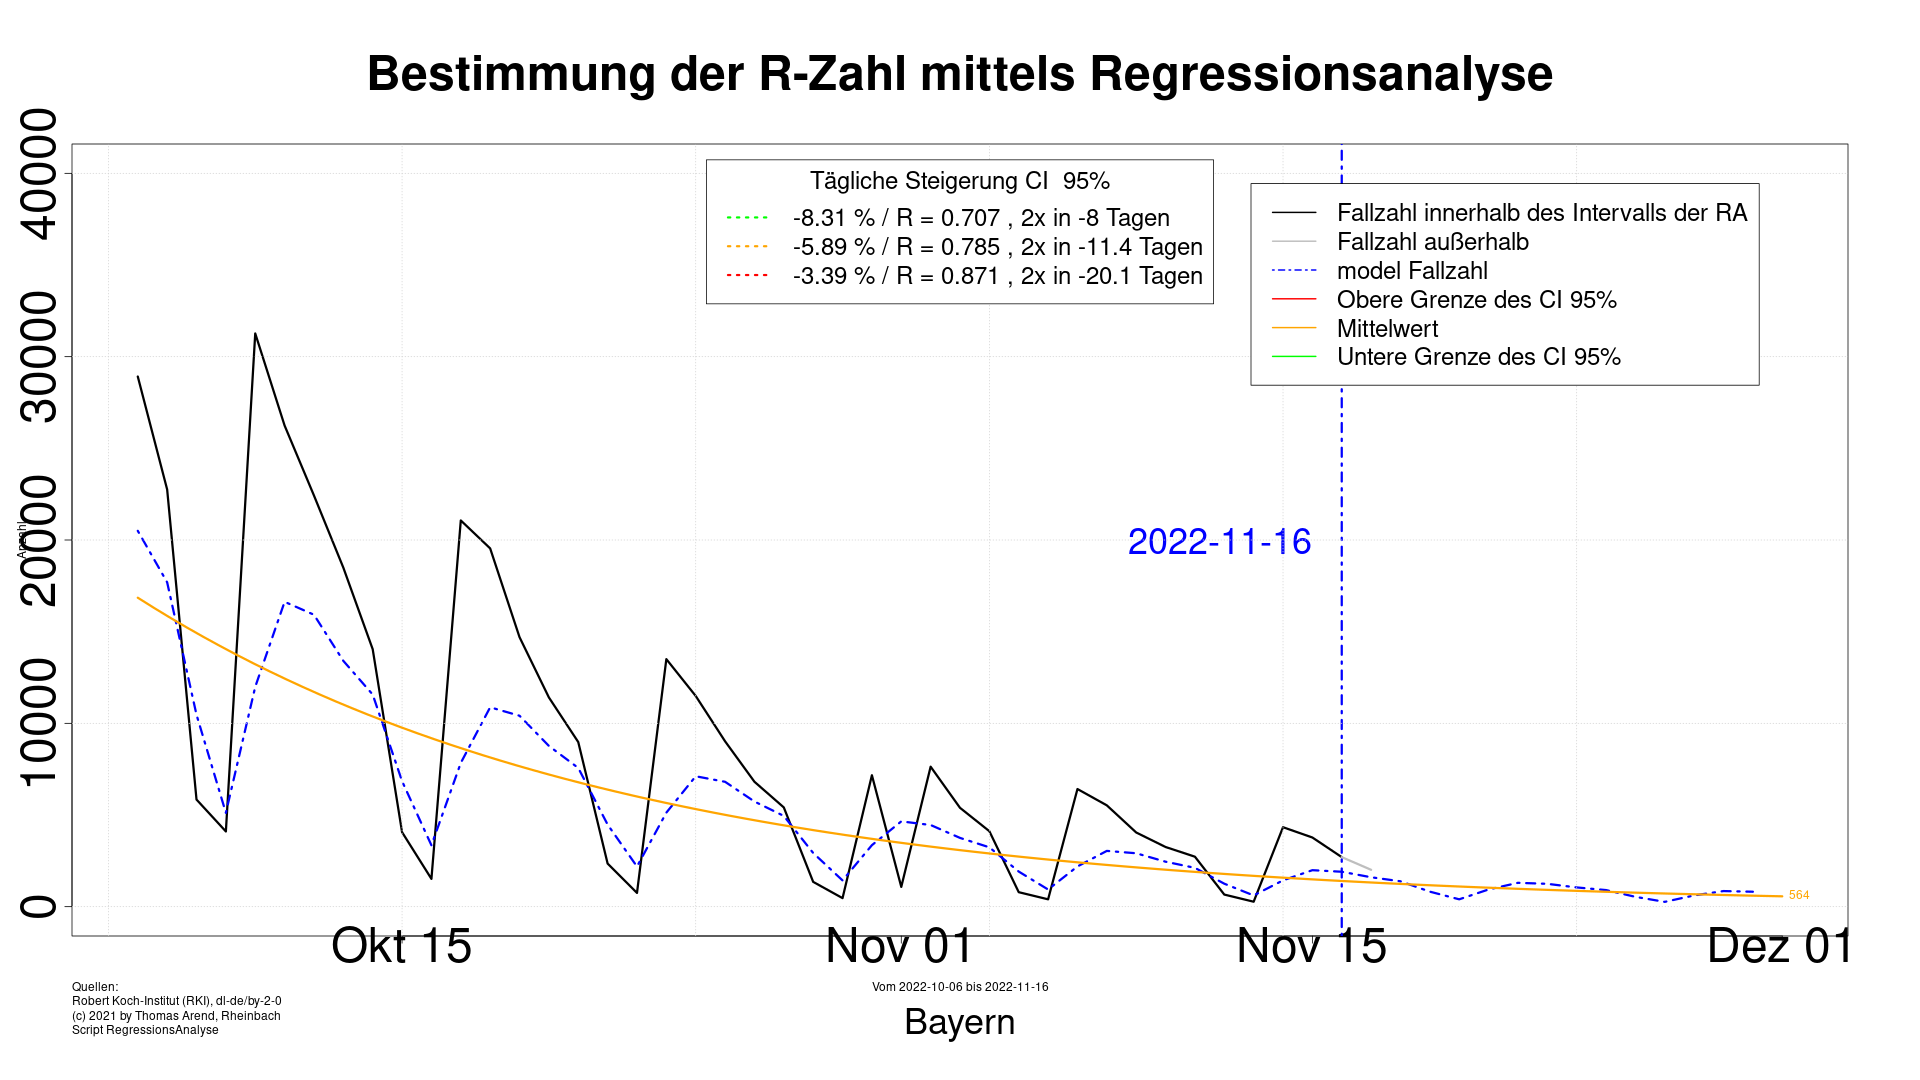 Bestimmung der R-Zahl mittels Regressionsanalyse
40000
30000
20000
10000
0
Anzahl
Tägliche Steigerung CI  95%
-8.31 % / R = 0.707 , 2x in -8 Tagen
-5.89 % / R = 0.785 , 2x in -11.4 Tagen
-3.39 % / R = 0.871 , 2x in -20.1 Tagen
Fallzahl innerhalb des Intervalls der RA
Fallzahl außerhalb
model Fallzahl
Obere Grenze des CI 95%
Mittelwert
Untere Grenze des CI 95%
2022-11-16
564
Okt 15
Nov 01
Nov 15
Dez 01
Quellen:
Robert Koch-Institut (RKI), dl-de/by-2-0
(c) 2021 by Thomas Arend, Rheinbach
Script RegressionsAnalyse
Vom 2022-10-06 bis 2022-11-16
Bayern